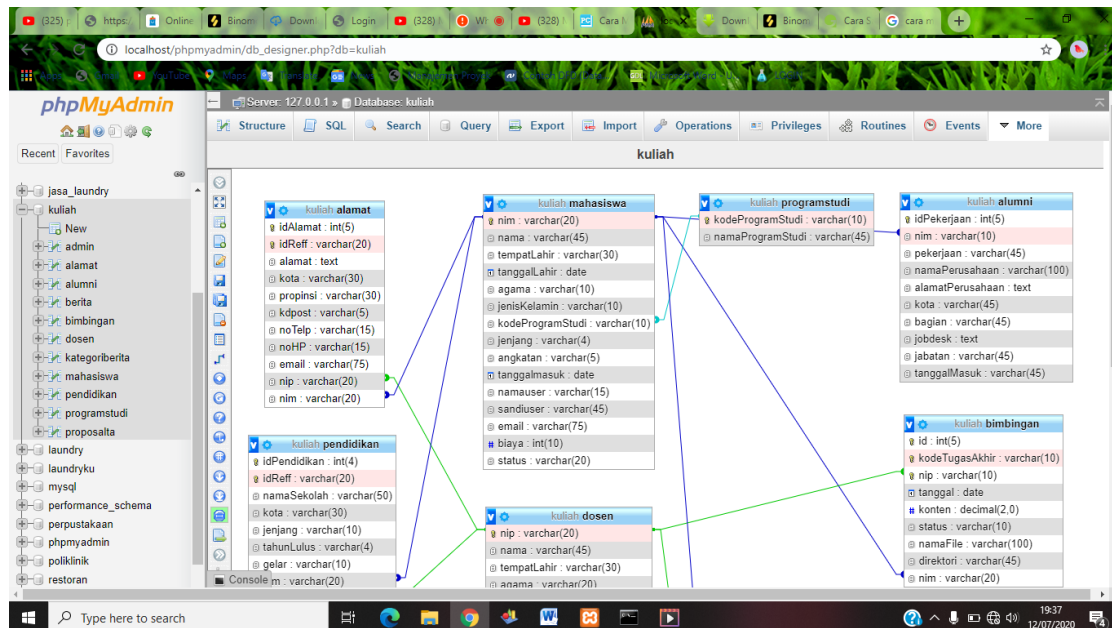 (325)
https:/
Online
Binom
Downl
Login
(328)
(328)
Cara
Downl
Binom
Cara S
cara m
localhost/phpmyadmin/db_designer.php?db=kuliah
YouTube
Maps
phpMyAdmin
Recent Favorites
jasa_laundry
kuliah
New
admin
alamat
alumni
berita
bimbingan
dosen
kategoriberita
mahasiswa
pendidikan
programstudi
proposalta
laundry
laundryku
mysql
performance_schema
perpustakaan
phpmyadmin
poliklinik
restoran
Server: 127.0.0.1 » Database: kuliah
Structure SQL Search Query Export Import Operations Privileges Routines Events More
kuliah
kuliah alamat
idAlamat : int(5)
idReff : varchar(20)
alamat : text
kota : varchar(30)
propinsi : varchar(30)
kdpost : varchar(5)
noTelp : varchar(15)
noHP : varchar(15)
email : varchar(75)
nip : varchar(20)
nim : varchar(20)
kuliah pendidikan
idPendidikan : int(4)
idReff : varchar(20)
namaSekolah : varchar(50)
kota : varchar(30)
jenjang : varchar(10)
tahunLulus : varchar(4)
gelar : varchar(10)
m : varchar(20)
Console
kuliah mahasiswa
nim : varchar(20)
nama : varchar(45)
tempatLahir : varchar(30)
tanggalLahir : date
agama : varchar(10)
jenisKelamin : varchar(10)
kodeProgramStudi : varchar(10)
jenjang : varchar(4)
angkatan : varchar(5)
tanggalmasuk : date
namauser : varchar(15)
sandiuser : varchar(45)
email : varchar(75)
# biaya : int(10)
status : varchar(20)
kuliah dosen
nip : varchar(20)
nama : varchar(45)
tempatLahir : varchar(30)
agama : varchar(20)
kuliah programstudi
kodeProgramStudi : varchar(10)
namaProgramStudi : varchar(45)
kuliah alumni
idPekerjaan : int(5)
nim : varchar(10)
pekerjaan : varchar(45)
namaPerusahaan : varchar(100)
alamatPerusahaan : text
kota : varchar(45)
bagian : varchar(45)
jobdesk : text
jabatan : varchar(45)
tanggalMasuk : varchar(45)
kuliah bimbingan
id : int(5)
kodeTugasAkhir : varchar(10)
nip : varchar(10)
tanggal : date
# konten : decimal(2,0)
status : varchar(10)
namaFile : varchar(100)
direktori : varchar(45)
nim : varchar(20)
Type here to search
19:37
12/07/2020